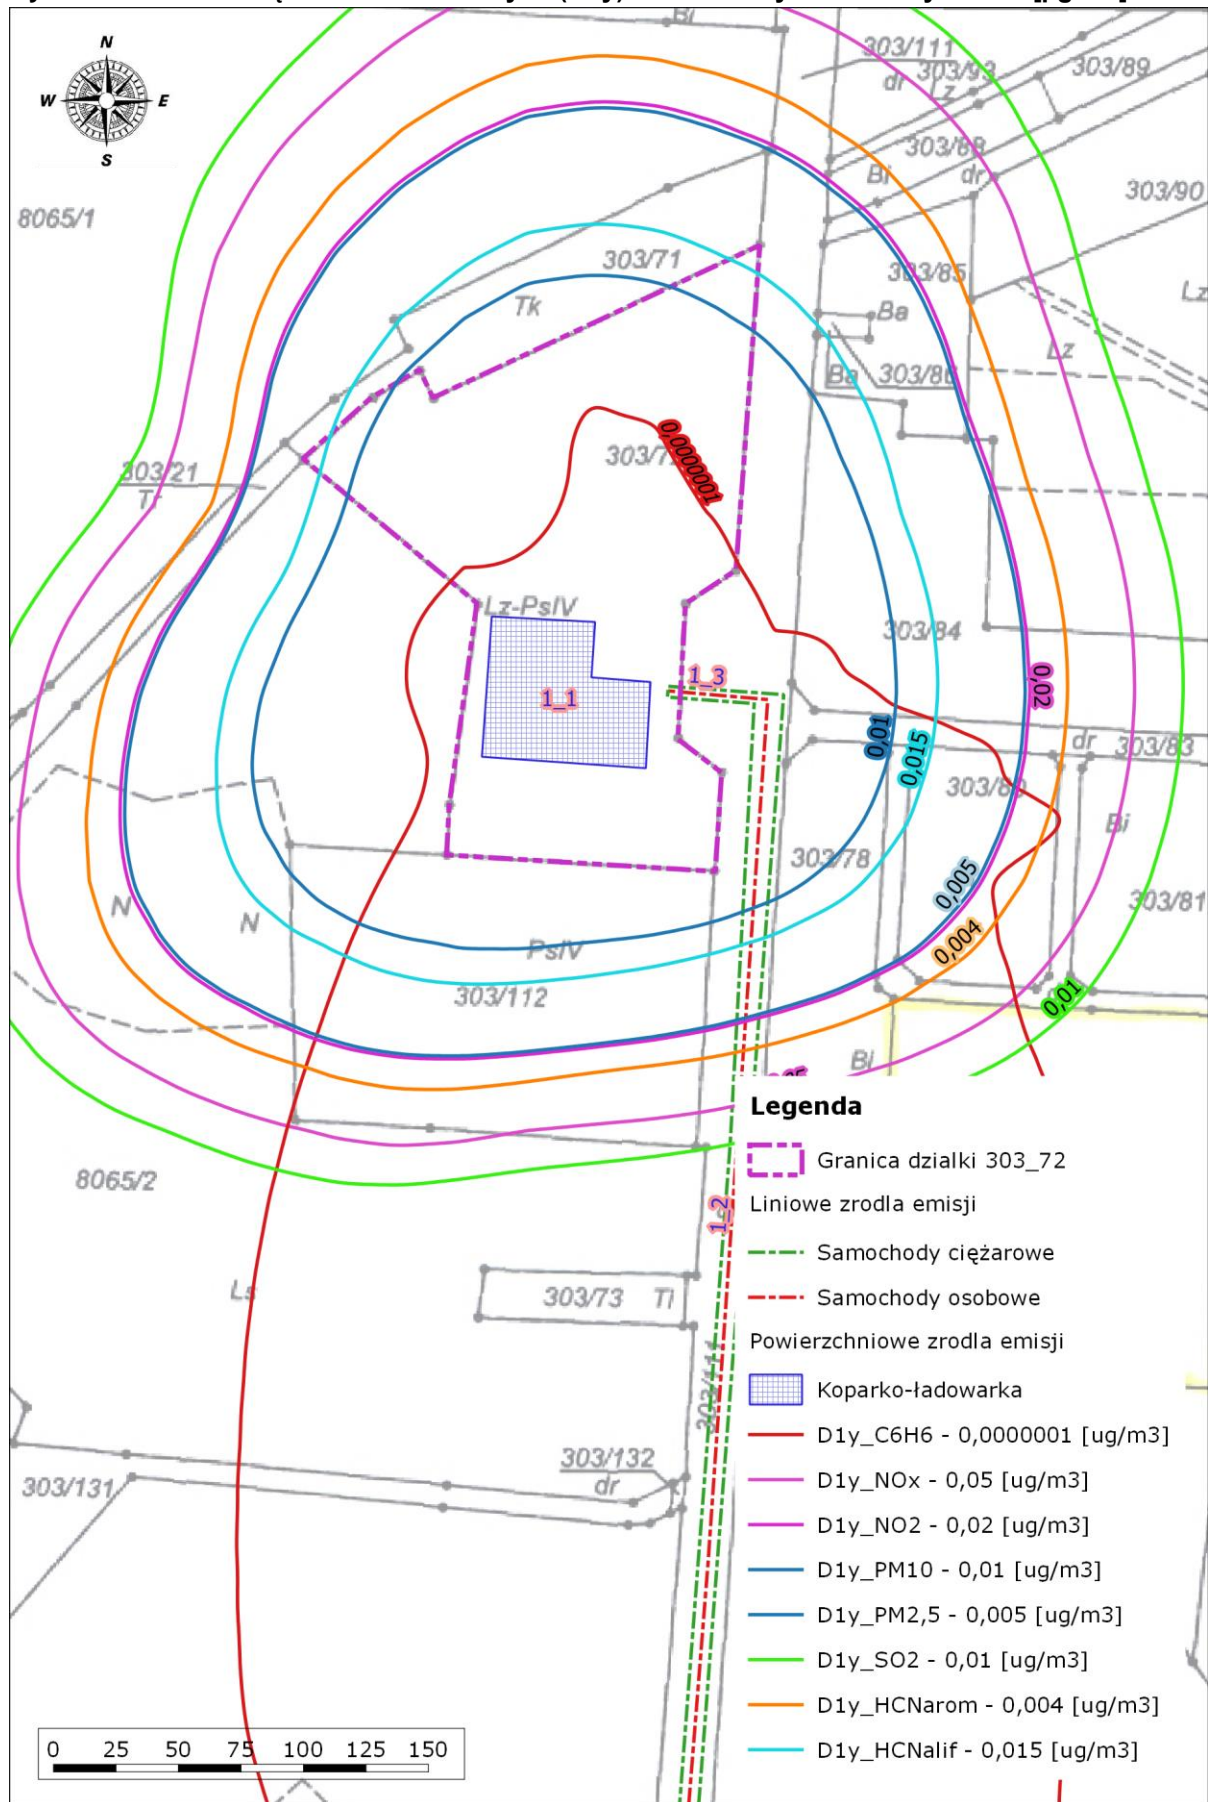 N
W E
S
8065/1
303/111
dr
303/93
Lz
303/89
303/88
Bi
dr
303/90
303/71
303/85
Tk
Lz
Ba
Lz
Ba
303/21
0,0000001
Lz-PsIV
303/84
1_3
1_1
0,02
0,01
0,015
dr
303/83
Bi
303/78
0,005
303/81
N
N
0,004
PsIV
303/112
0,01
Bi
8065/2
1_2
Ls
303/73 Tl
303/111
303/132
dr
303/131
Legenda
Granica dzialki 303_72
Liniowe zrodla emisji
Samochody ciężarowe
Samochody osobowe
Powierzchniowe zrodla emisji
Koparko-ładowarka
D1y_C6H6 - 0,0000001 [ug/m3]
D1y_NOx - 0,05 [ug/m3]
D1y_NO2 - 0,02 [ug/m3]
D1y_PM10 - 0,01 [ug/m3]
D1y_PM2,5 - 0,005 [ug/m3]
D1y_SO2 - 0,01 [ug/m3]
D1y_HCNarom - 0,004 [ug/m3]
D1y_HCNalif - 0,015 [ug/m3]
0 25 50 75 100 125 150